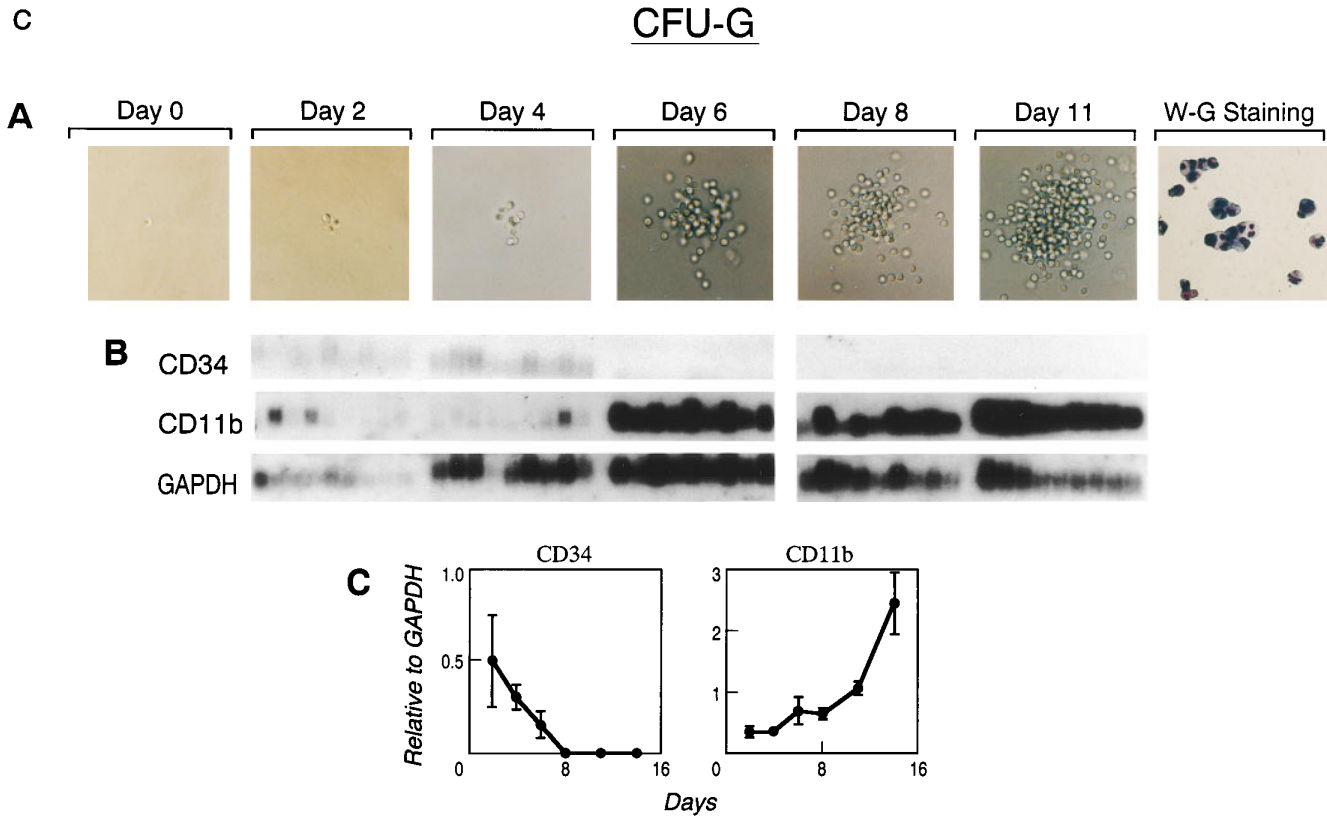 C
CFU-G
A
Day 0 Day 2 Day 4 Day 6 Day 8 Day 11 W-G Staining
B
CD34
CD11b
GAPDH
C
CD34 CD11b
Relative to GAPDH
1.0 0.5
3 2 1
0 8 16 0 8 16
Days